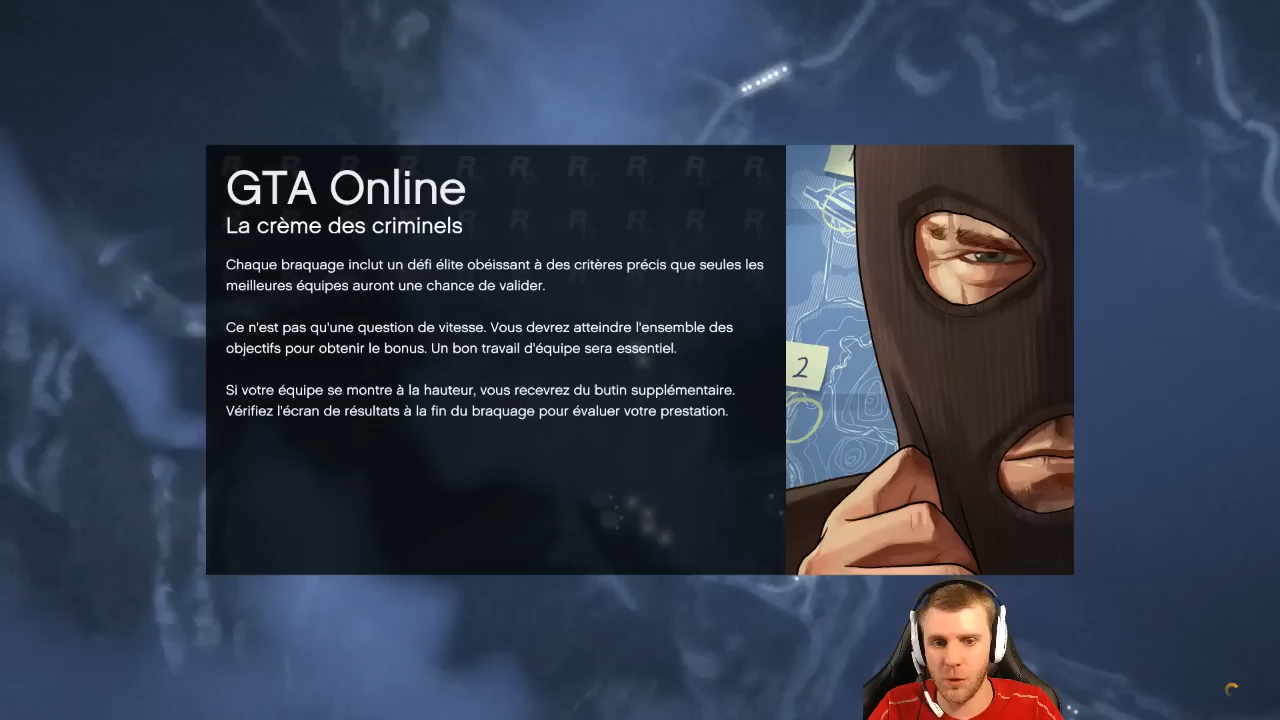 GTA Online
La crème des criminels
Chaque braquage inclut un défi élite obéissant à des critères précis que seules les
meilleures équipes auront une chance de valider.
Ce n'est pas qu'une question de vitesse. Vous devrez atteindre l'ensemble des
objectifs pour obtenir le bonus. Un bon travail d'équipe sera essentiel.
Si votre équipe se montre à la hauteur, vous recevrez du butin supplémentaire.
Vérifiez l'écran de résultats à la fin du braquage pour évaluer votre prestation.
2